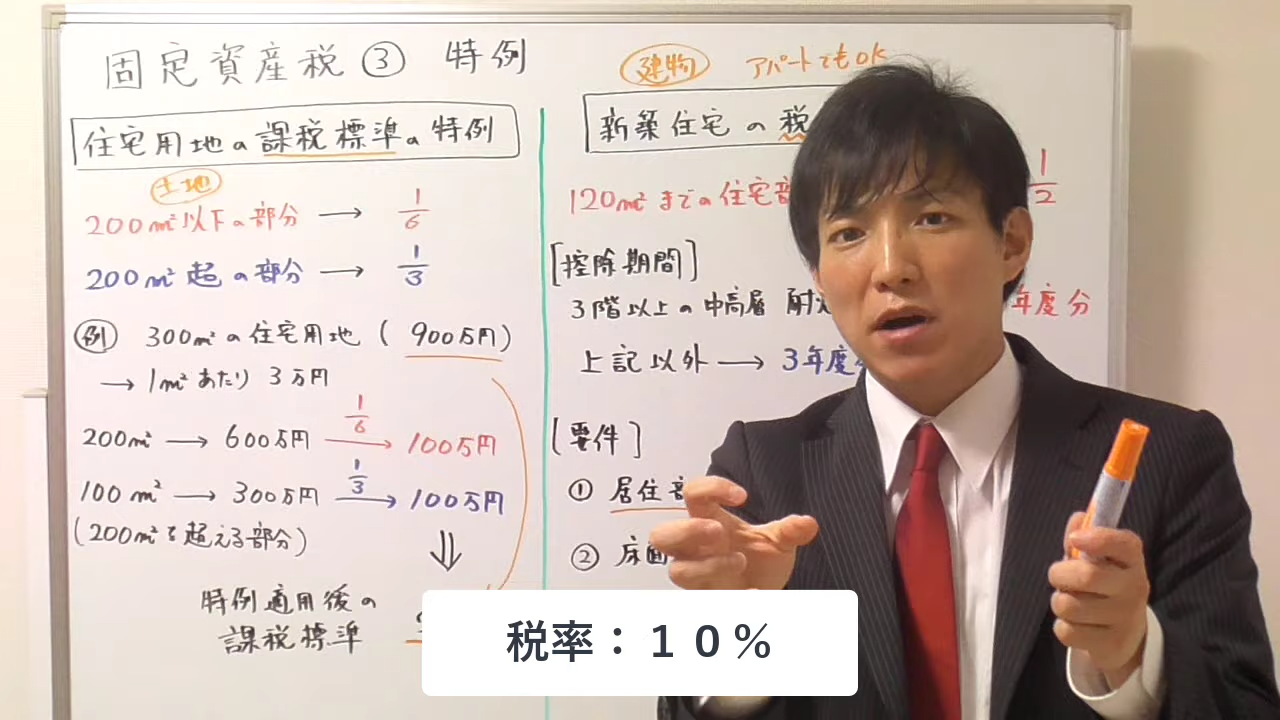 固定資産税③ 特例
住宅用地の課税標準の特例
土地
200m²以下の部分 → 1/6
200m²超の部分 → 1/3
例 300m²の住宅用地 (900万円)
→ 1m²あたり 3万円
200m² → 600万円 1/6→ 100万円
100m² → 300万円 1/3→ 100万円
(200m²を超える部分)
⇓
特例適用後の
課税標準
建物 アパートでもOK
新築住宅の税
120m²までの住宅部 1/2
[控除期間]
3階以上の中高層 耐 年度分
上記以外 → 3年度
[要件]
① 居住部
② 床面
税率：１０％